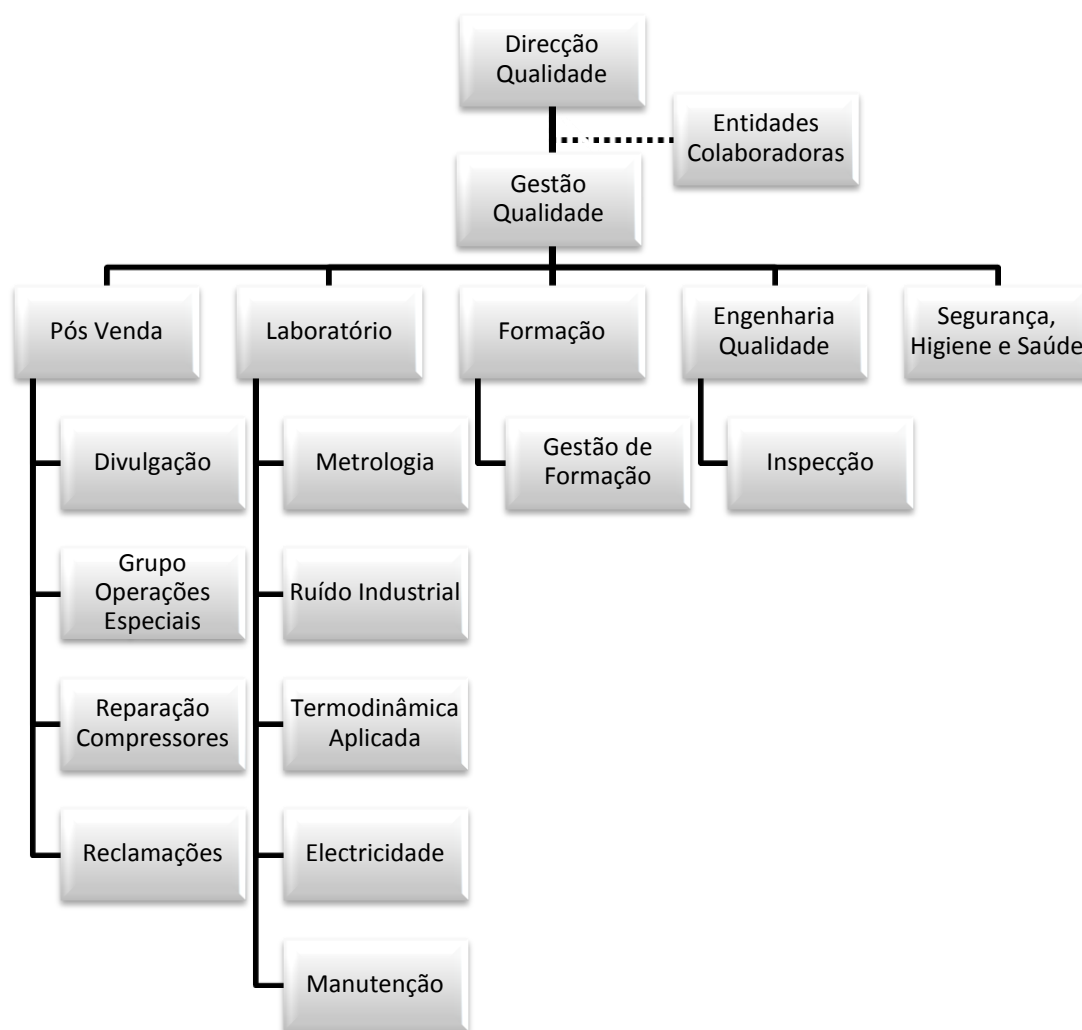 Direcção
Qualidade
Entidades
Colaboradoras
Gestão
Qualidade
Pós Venda
Laboratório
Formação
Engenharia
Qualidade
Segurança,
Higiene e Saúde
Divulgação
Metrologia
Gestão de
Formação
Inspecção
Grupo
Operações
Especiais
Ruído Industrial
Reparação
Compressores
Termodinâmica
Aplicada
Reclamações
Electricidade
Manutenção